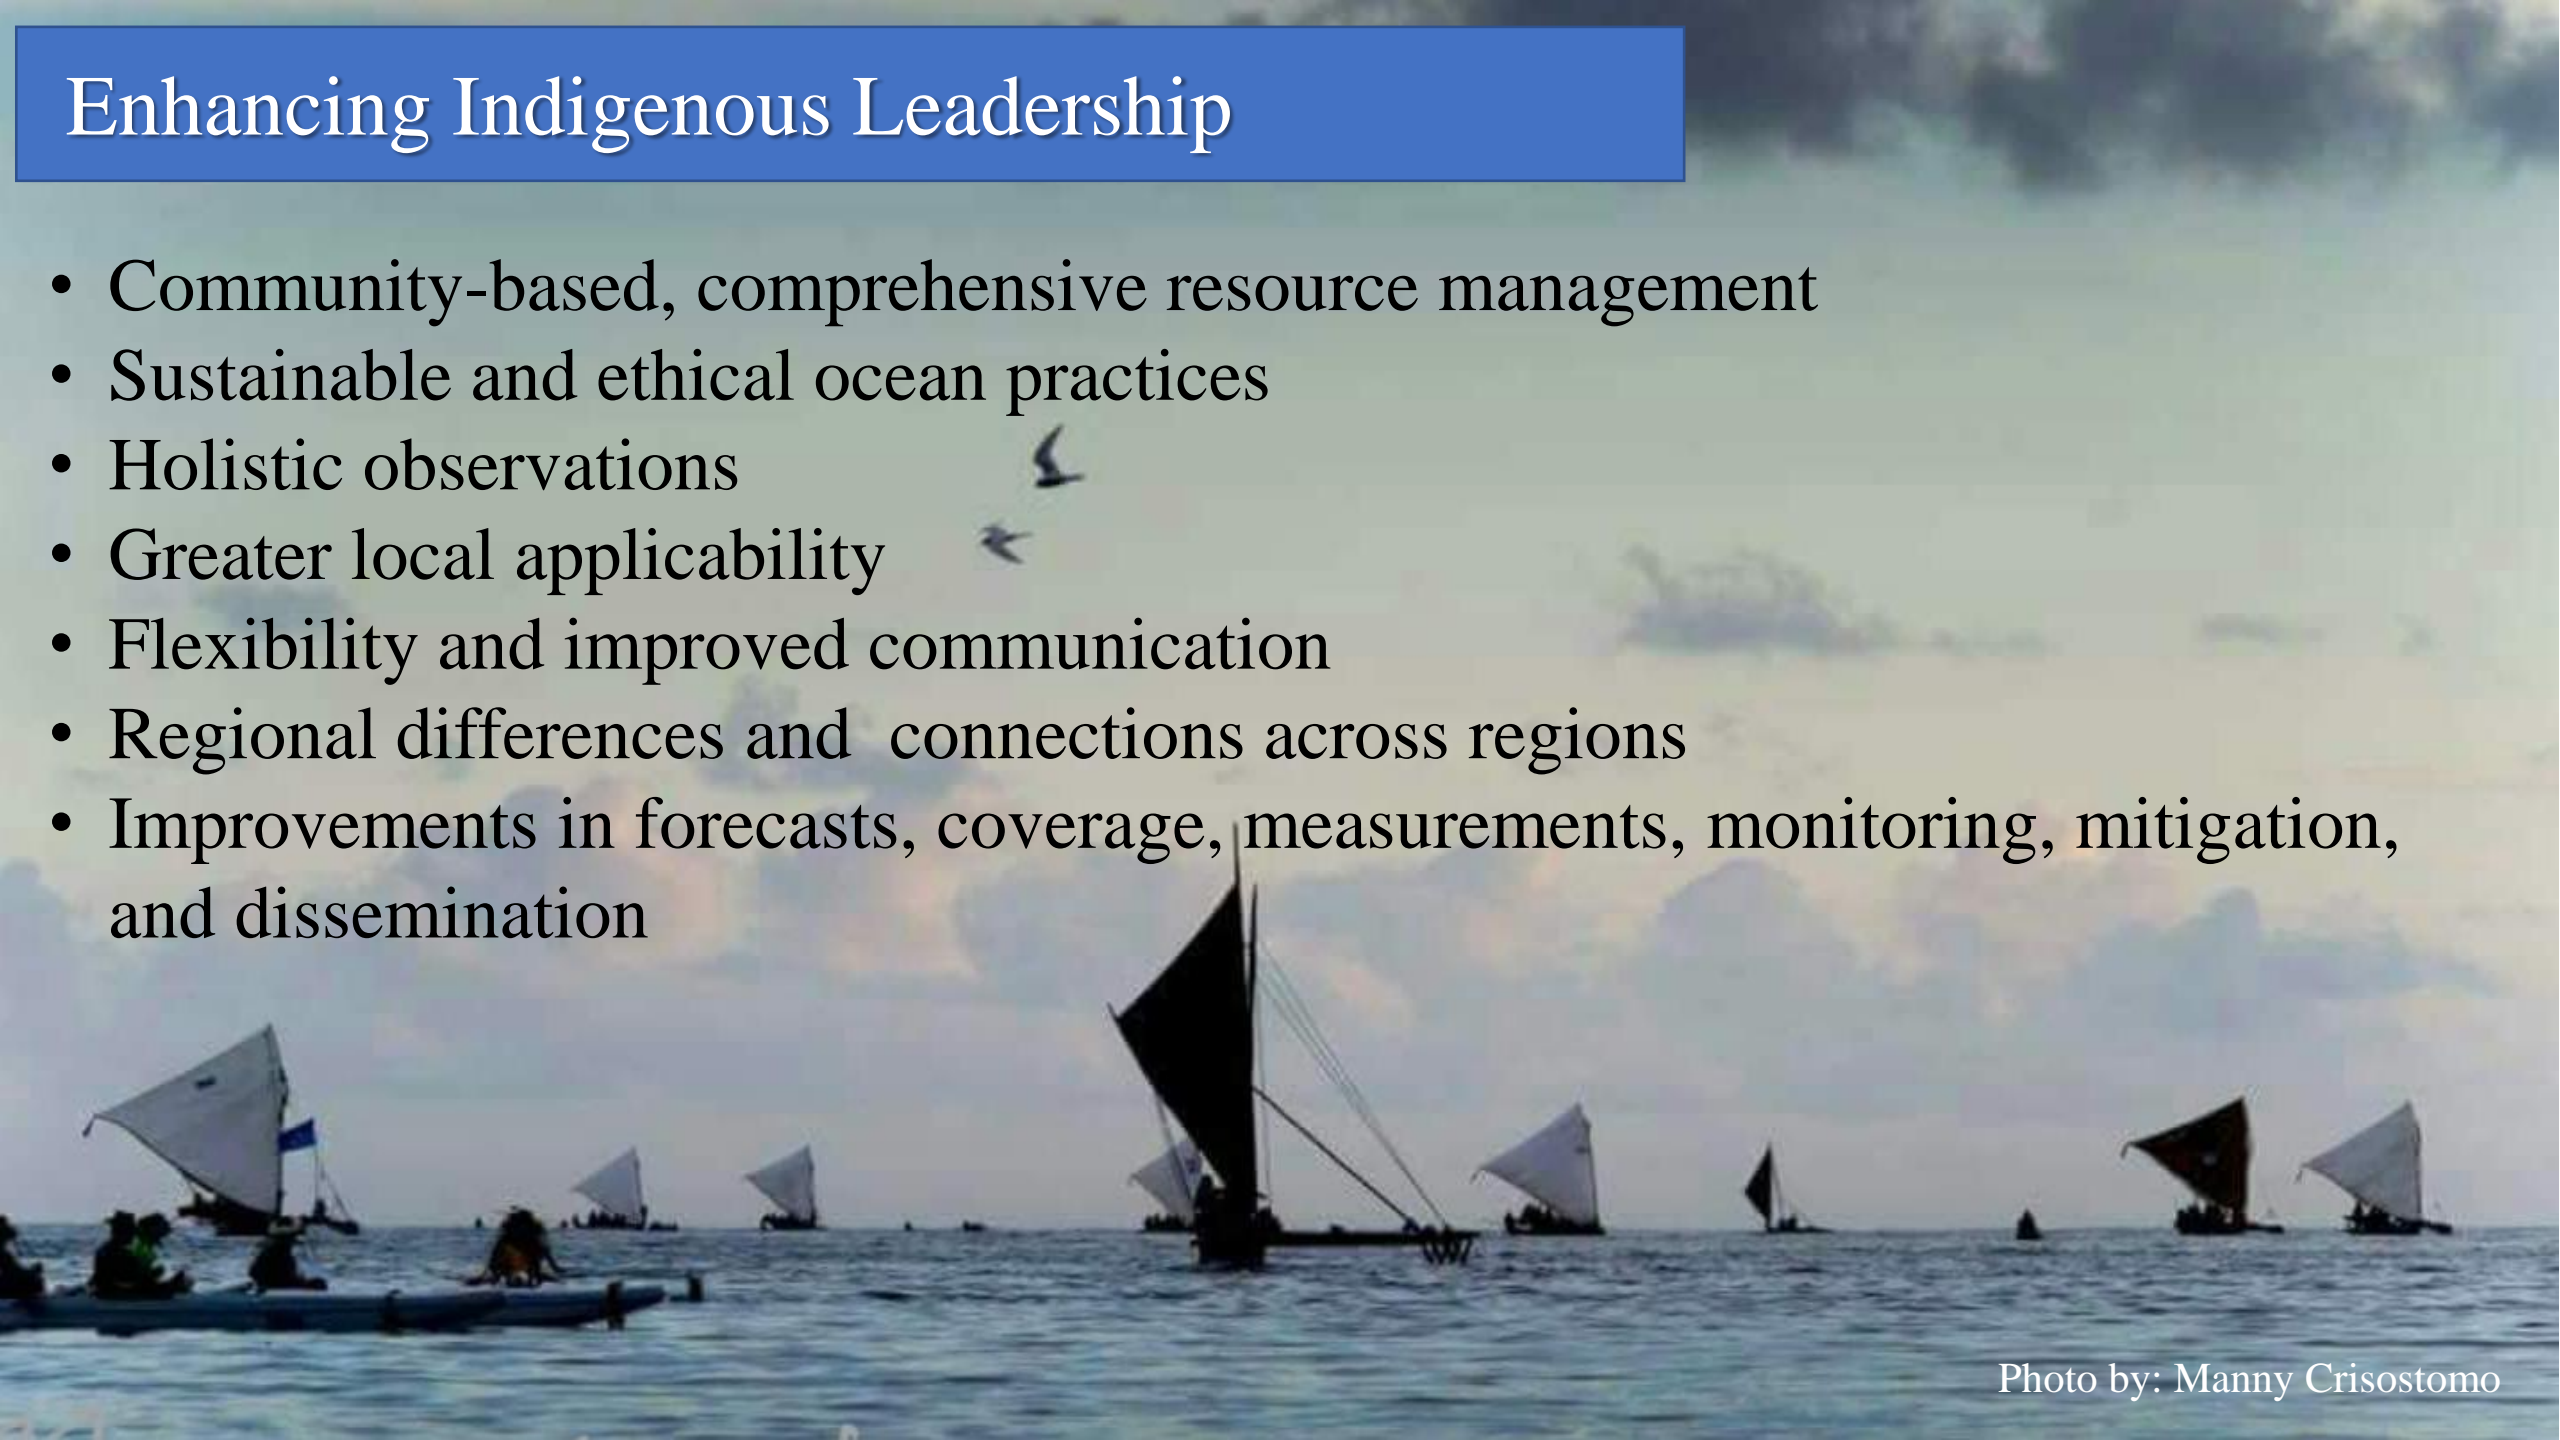 Enhancing Indigenous Leadership
• Community-based, comprehensive resource management
• Sustainable and ethical ocean practices
• Holistic observations
• Greater local applicability
• Flexibility and improved communication
• Regional differences and  connections across regions
• Improvements in forecasts, coverage, measurements, monitoring, mitigation,
and dissemination
Photo by: Manny Crisostomo